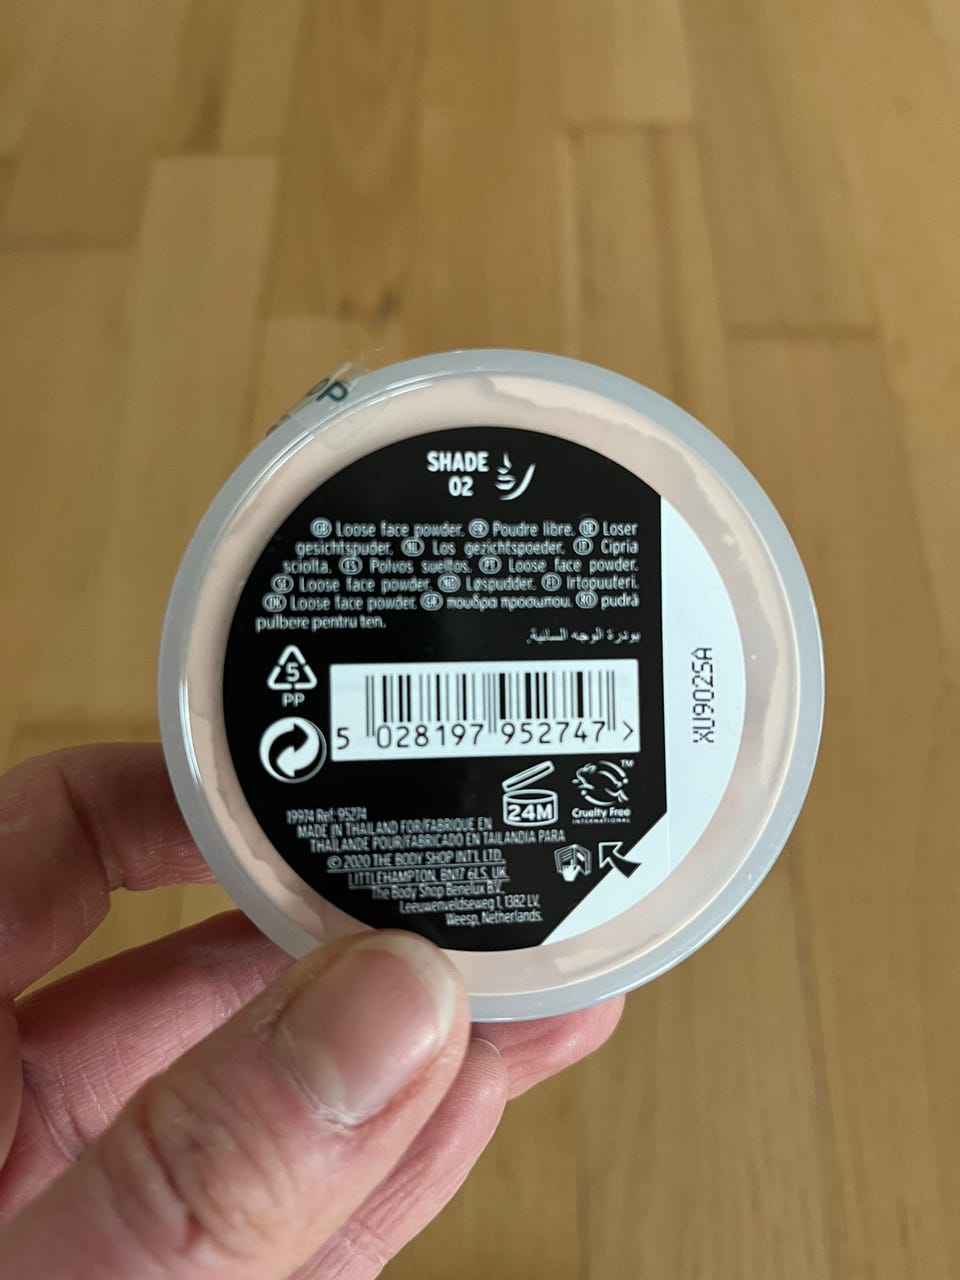 OP
SHADE
02
GB Loose face powder. FR Poudre libre. DE Loser
gesichtspuder. NL Los gezichtspoeder. IT Cipria
sciolta. ES Polvos sueltos. PT Loose face powder.
SE Loose face powder. NO Løspudder. FI Irtopuuteri.
DK Loose face powder. GR πουδρα προσωπου. RO pudră
pulbere pentru ten.
بودرة الوجه السائبة.
5
PP
5 028197 952747 >
24M
TM
Cruelty Free
INTERNATIONAL
19974 Ref: 95274
MADE IN THAILAND FOR/FABRIQUE EN
THAILANDE POUR/FABRICADO EN TAILANDIA PARA
© 2020 THE BODY SHOP INT'L LTD.
LITTLEHAMPTON, BN17 6LS, UK.
The Body Shop Benelux B.V.,
Leeuwenveldseweg 1, 1382 LV,
Weesp, Netherlands.
XU9025A